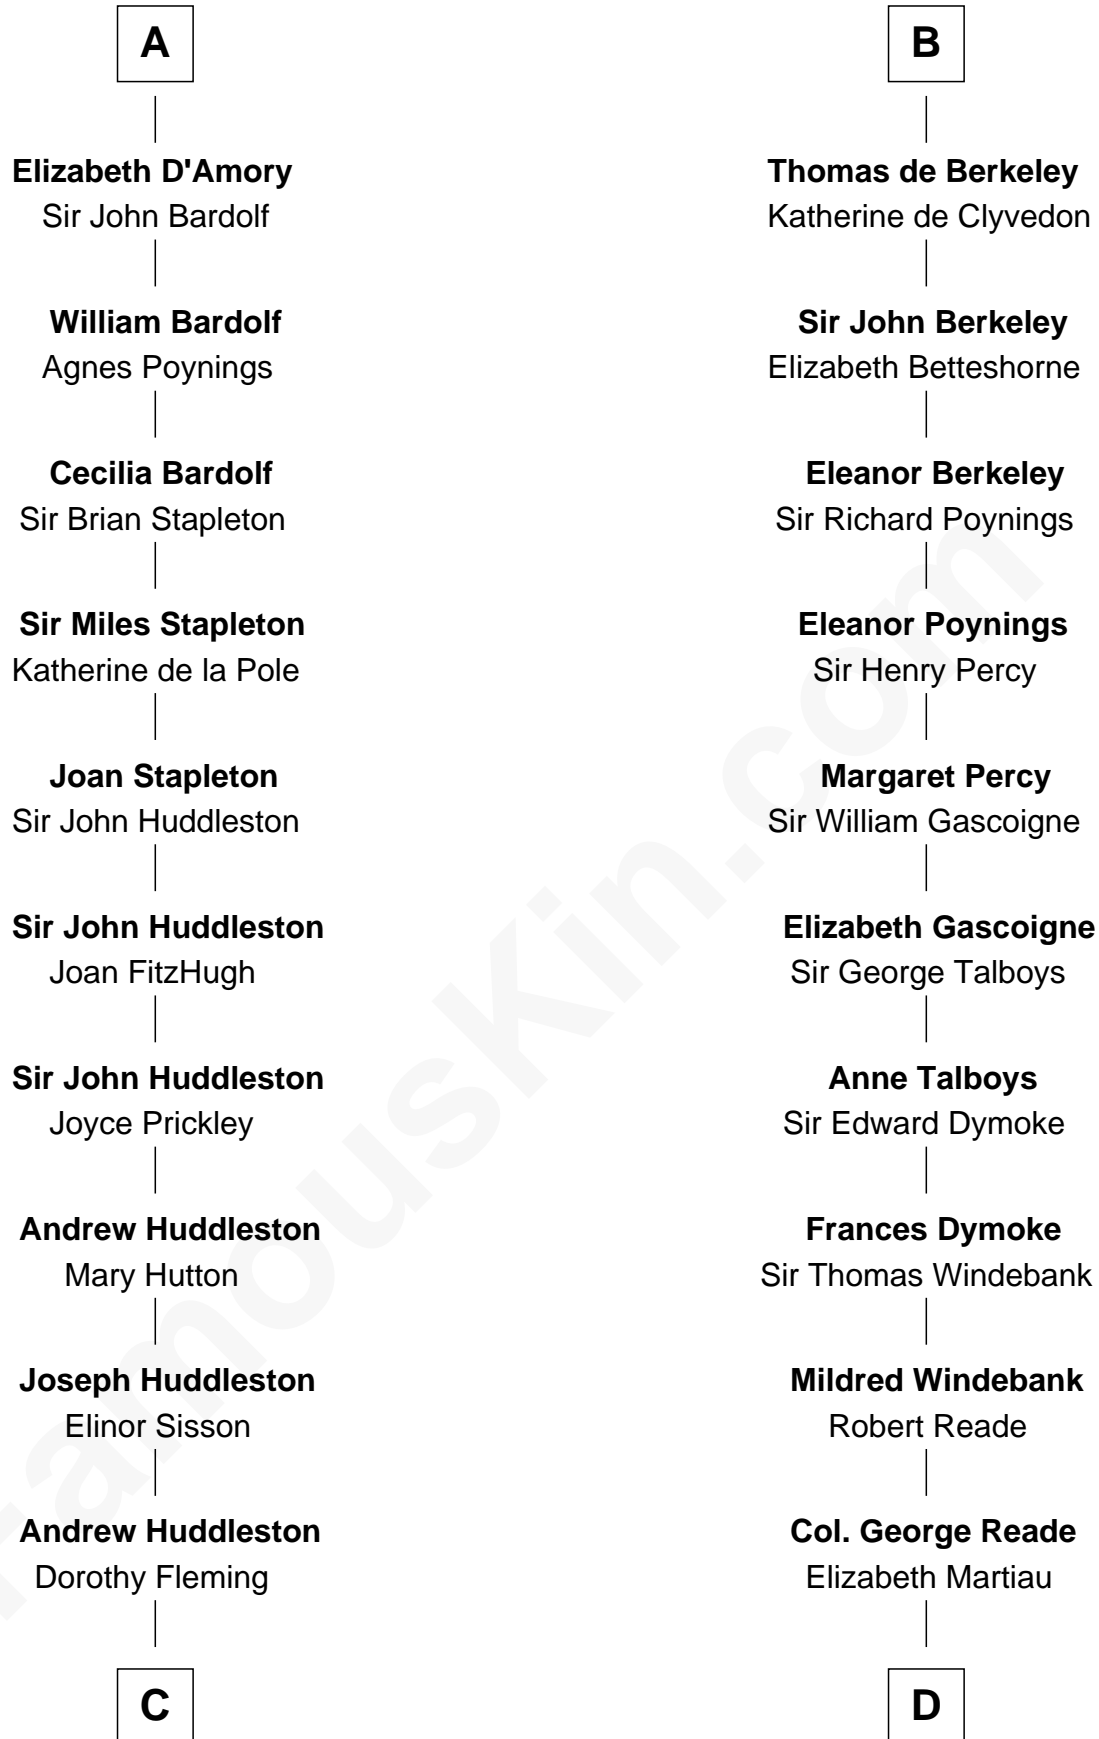 A
Elizabeth D'Amory
Sir John Bardolf
William Bardolf
Agnes Poynings
Cecilia Bardolf
Sir Brian Stapleton
Sir Miles Stapleton
Katherine de la Pole
Joan Stapleton
Sir John Huddleston
Sir John Huddleston
Joan FitzHugh
Sir John Huddleston
Joyce Prickley
Andrew Huddleston
Mary Hutton
Joseph Huddleston
Elinor Sisson
Andrew Huddleston
Dorothy Fleming
C
B
Thomas de Berkeley
Katherine de Clyvedon
Sir John Berkeley
Elizabeth Betteshorne
Eleanor Berkeley
Sir Richard Poynings
Eleanor Poynings
Sir Henry Percy
Margaret Percy
Sir William Gascoigne
Elizabeth Gascoigne
Sir George Talboys
Anne Talboys
Sir Edward Dymoke
Frances Dymoke
Sir Thomas Windebank
Mildred Windebank
Robert Reade
Col. George Reade
Elizabeth Martiau
D
FamousKin.com